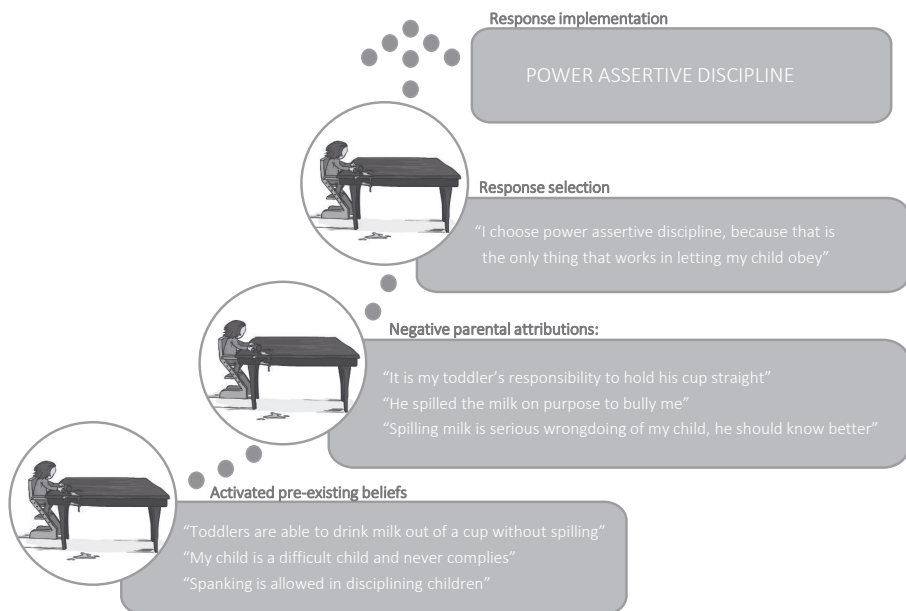 Response implementation
POWER ASSERTIVE DISCIPLINE
Response selection
“I choose power assertive discipline, because that is
the only thing that works in letting my child obey”
Negative parental attributions:
“It is my toddler’s responsibility to hold his cup straight”
“He spilled the milk on purpose to bully me”
“Spilling milk is serious wrongdoing of my child, he should know better”
Activated pre-existing beliefs
“Toddlers are able to drink milk out of a cup without spilling”
“My child is a difficult child and never complies”
“Spanking is allowed in disciplining children”